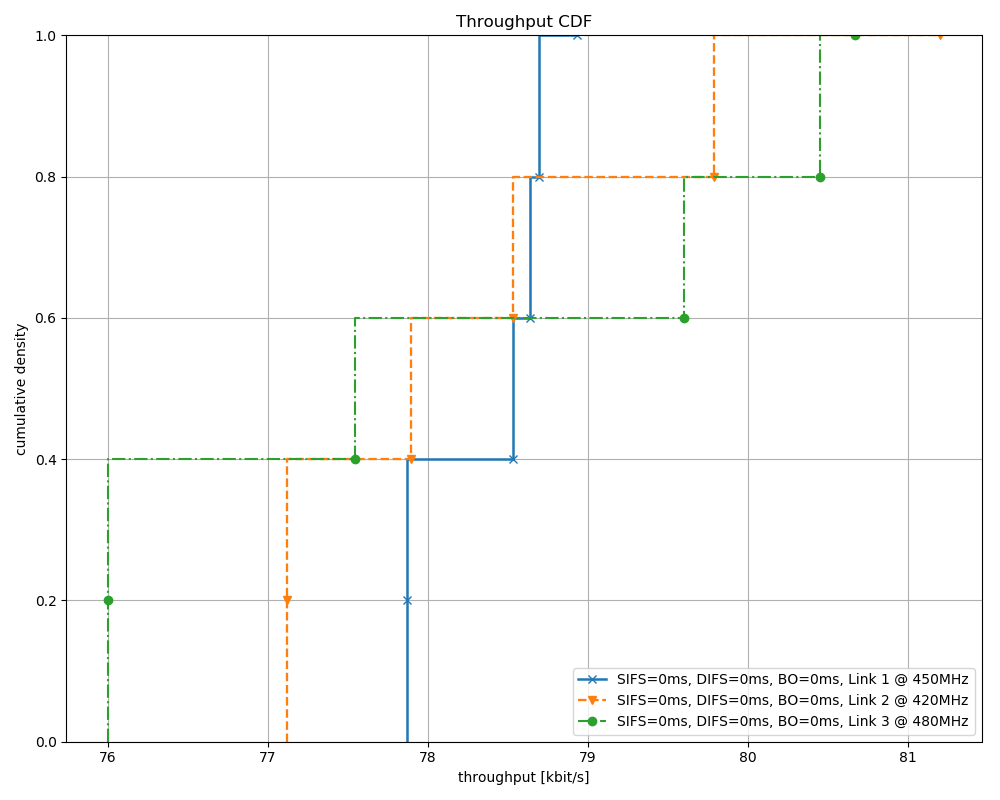 Throughput CDF
1.0
0.8
0.6
0.4
0.2
0.0
cumulative density
76 77 78 79 80 81
throughput [kbit/s]
SIFS=0ms, DIFS=0ms, BO=0ms, Link 1 @ 450MHz
SIFS=0ms, DIFS=0ms, BO=0ms, Link 2 @ 420MHz
SIFS=0ms, DIFS=0ms, BO=0ms, Link 3 @ 480MHz